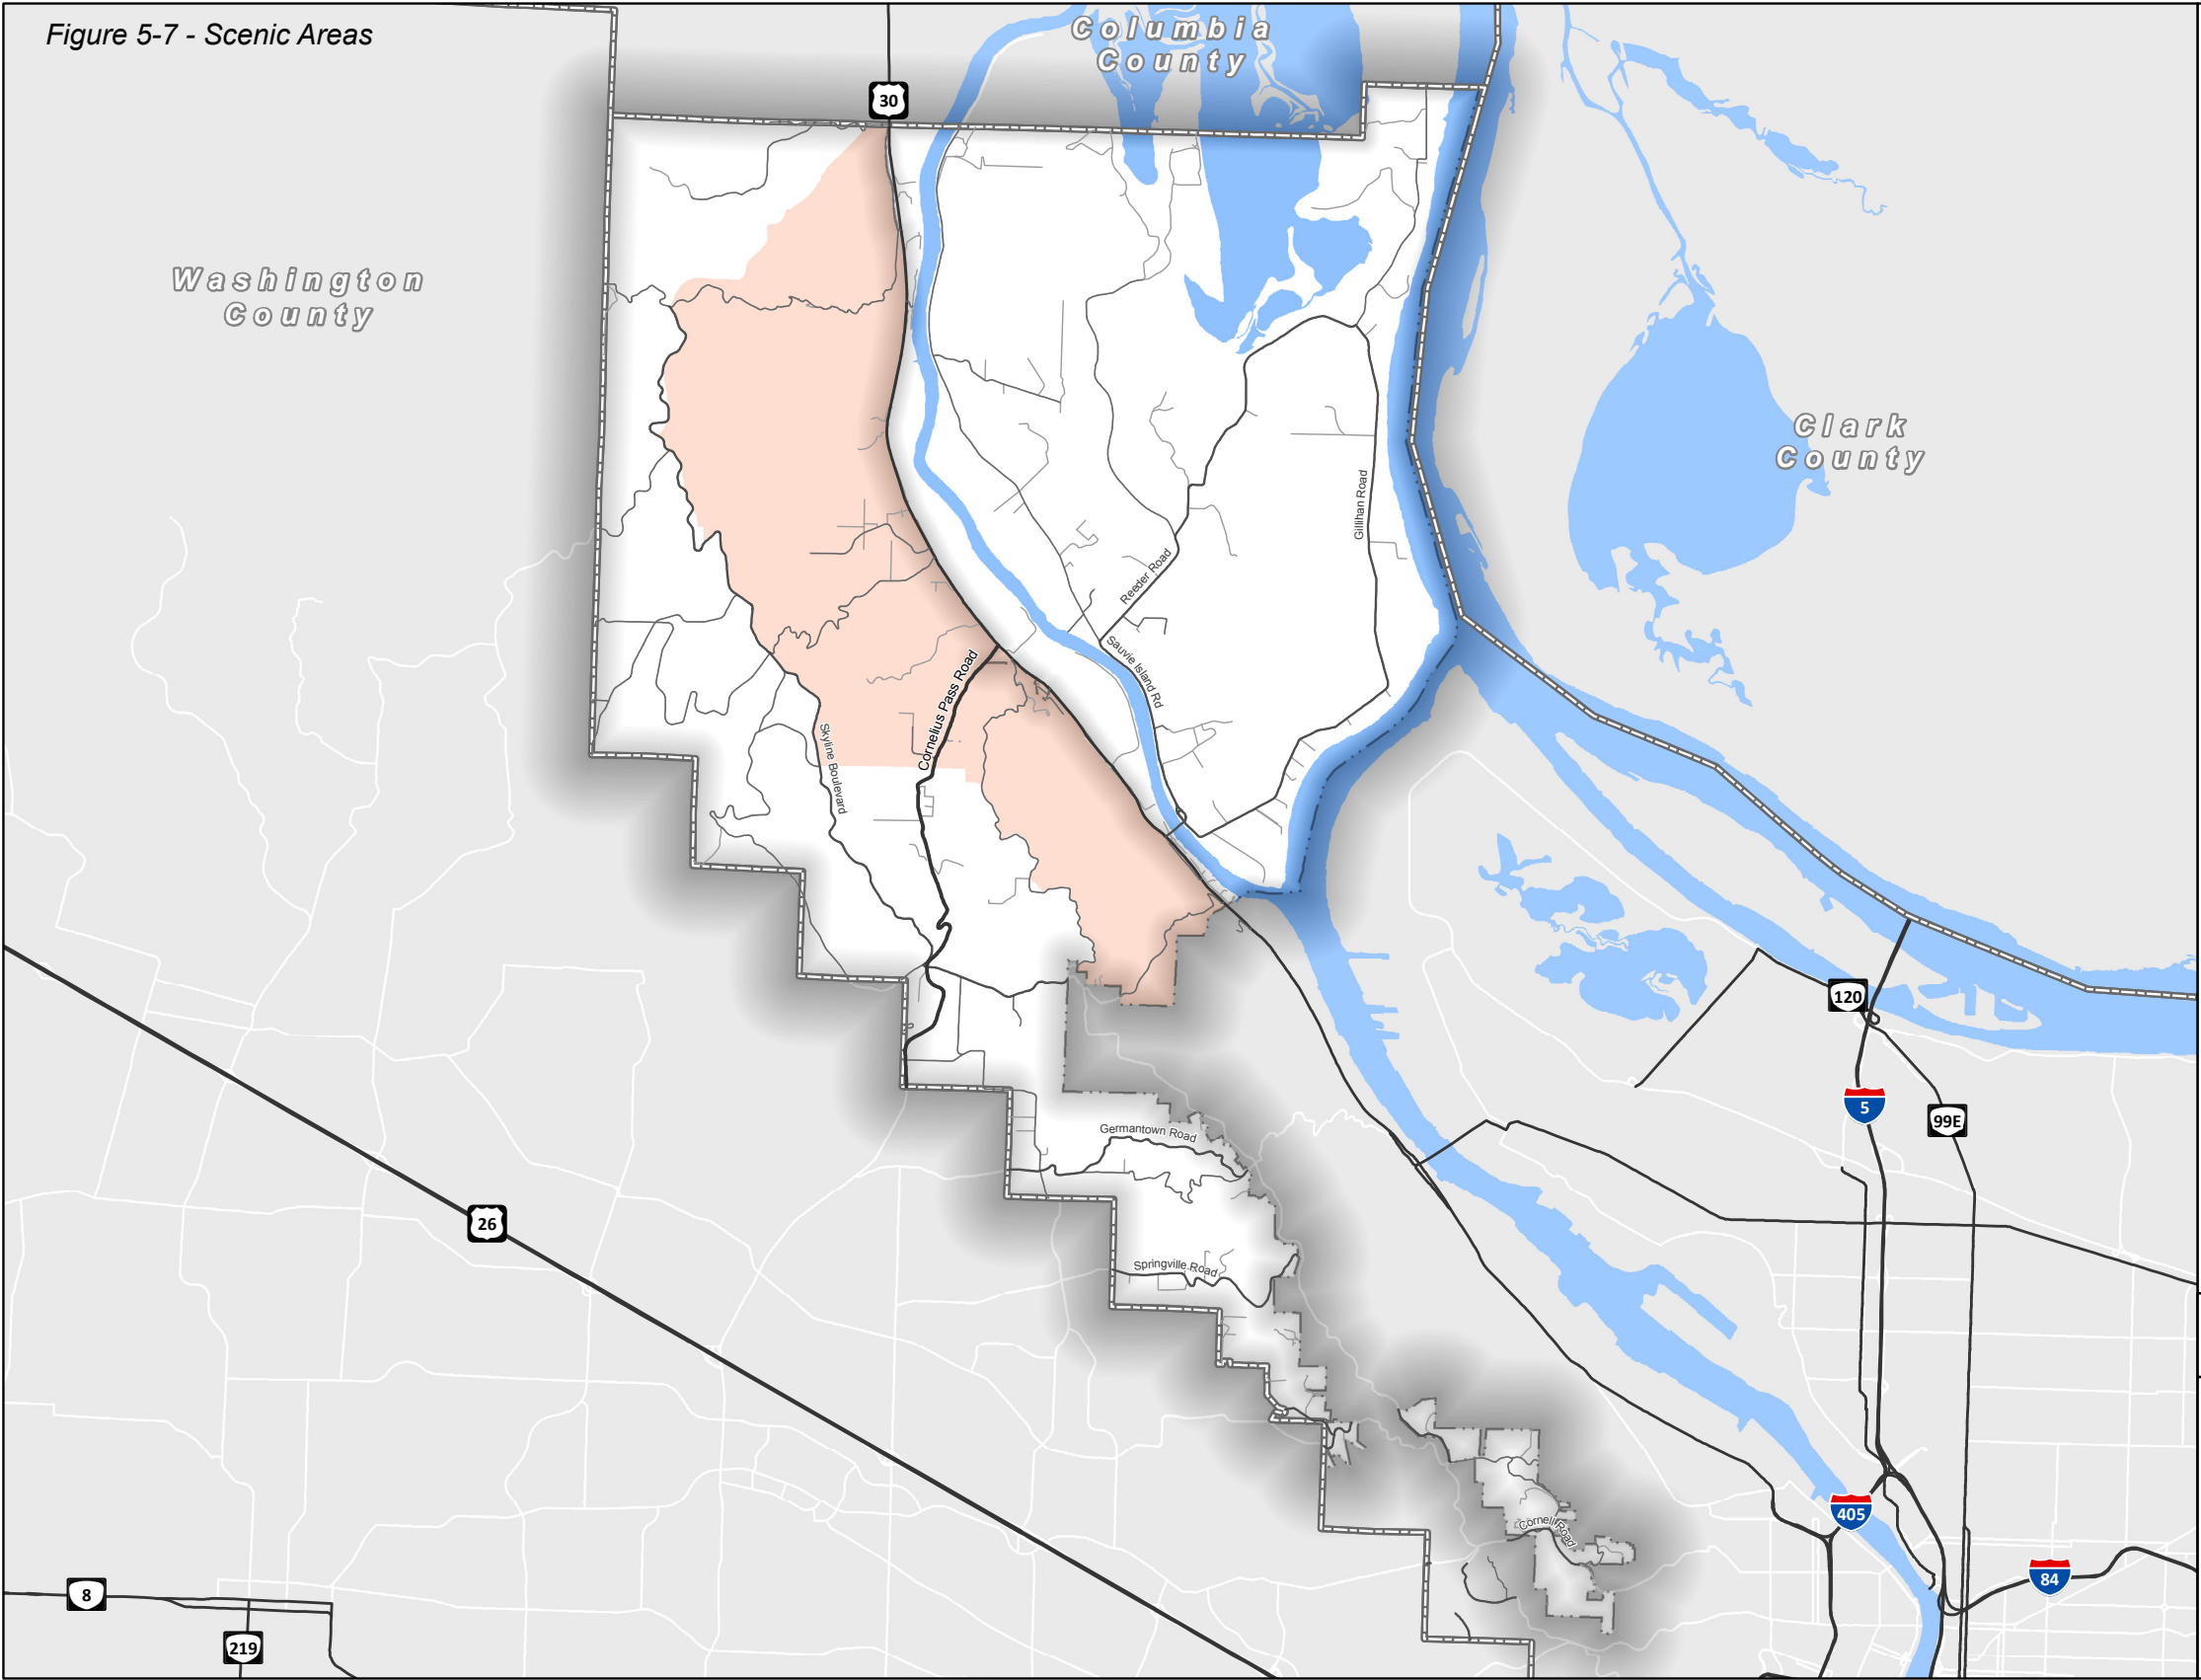 Figure 5-7 - Scenic Areas
Columbia
County
30
Washington
County
Clark
County
Gillihan Road
Reeder Road
Sauvie Island Rd
Cornelius Pass Road
Skyline Boulevard
120
5
99E
Germantown Road
26
Springville Road
405
Cornell Road
84
8
219